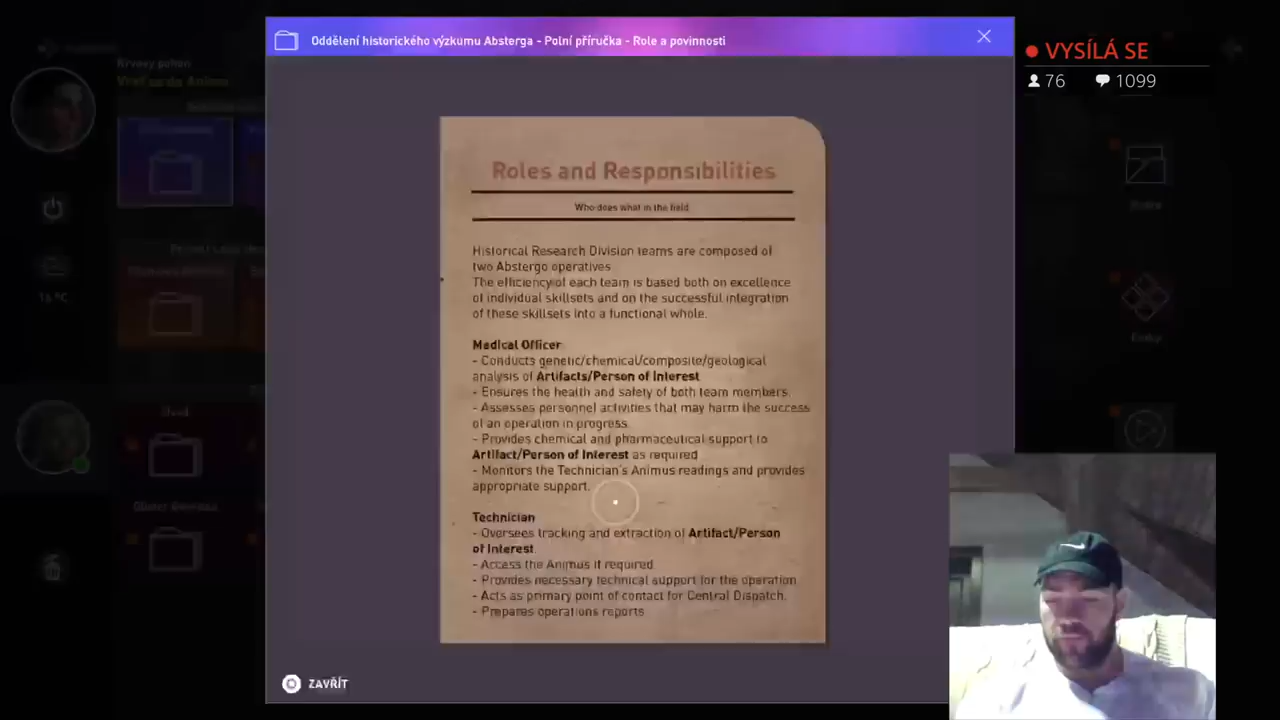 Oddělení historického výzkumu Absterga - Polní příručka - Role a povinnosti
VYSÍLÁ SE
76 1099
Roles and Responsibilities
Who does what in the field
Historical Research Division teams are composed of
two Abstergo operatives
The efficiency of each team is based both on excellence
of individual skillsets and on the successful integration
of these skillsets into a functional whole.
Medical Officer
- Conducts genetic/chemical/composite/geological
analysis of Artifacts/Person of Interest
- Ensures the health and safety of both team members.
- Assesses personnel activities that may harm the success
of an operation in progress.
- Provides chemical and pharmaceutical support to
Artifact/Person of Interest as required
- Monitors the Technician's Animus readings and provides
appropriate support.
Technician
- Oversees tracking and extraction of Artifact/Person
of Interest
- Access the Animus if required
- Provides necessary technical support for the operation
- Acts as primary point of contact for Central Dispatch.
- Prepares operations reports
ZAVŘÍT